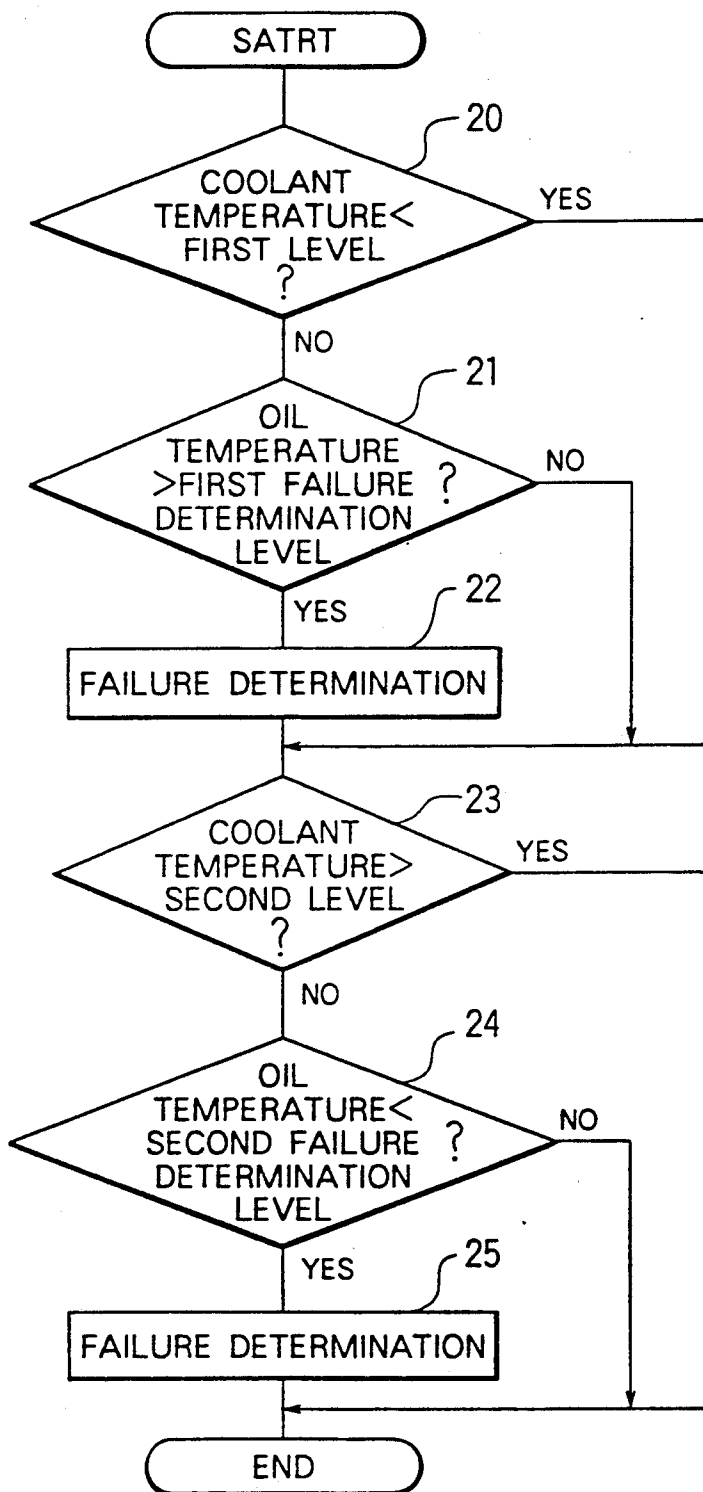 SATRT
20
COOLANT
TEMPERATURE<
FIRST LEVEL
?
YES
NO
21
OIL
TEMPERATURE
>FIRST FAILURE ?
DETERMINATION
LEVEL
NO
YES
22
FAILURE DETERMINATION
23
COOLANT
TEMPERATURE>
SECOND LEVEL
?
YES
NO
24
OIL
TEMPERATURE<
SECOND FAILURE ?
DETERMINATION
LEVEL
NO
YES
25
FAILURE DETERMINATION
END